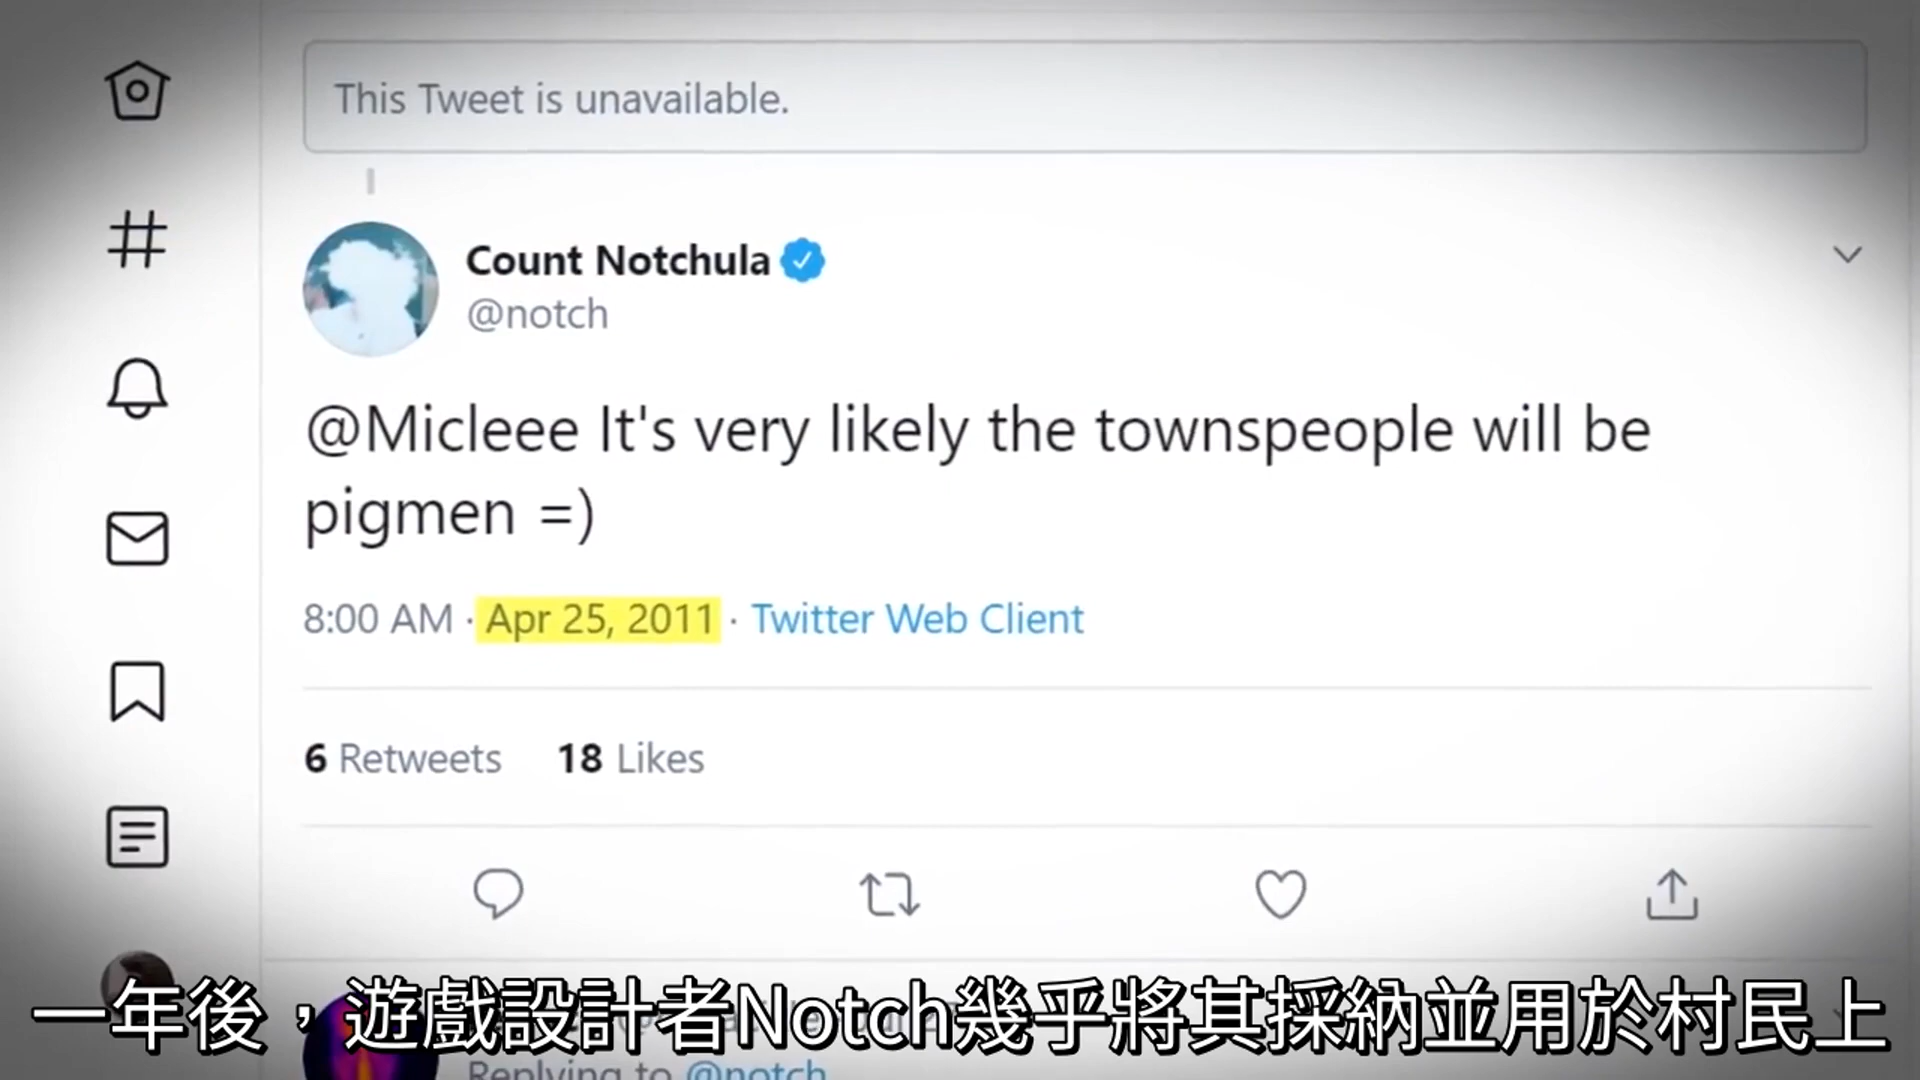 This Tweet is unavailable.
Count Notchula
@notch
@Micleee It's very likely the townspeople will be
pigmen =)
8:00 AM · Apr 25, 2011 · Twitter Web Client
6 Retweets 18 Likes
一年後，遊戲設計者Notch幾乎將其採納並用於村民上
Replying to @notch